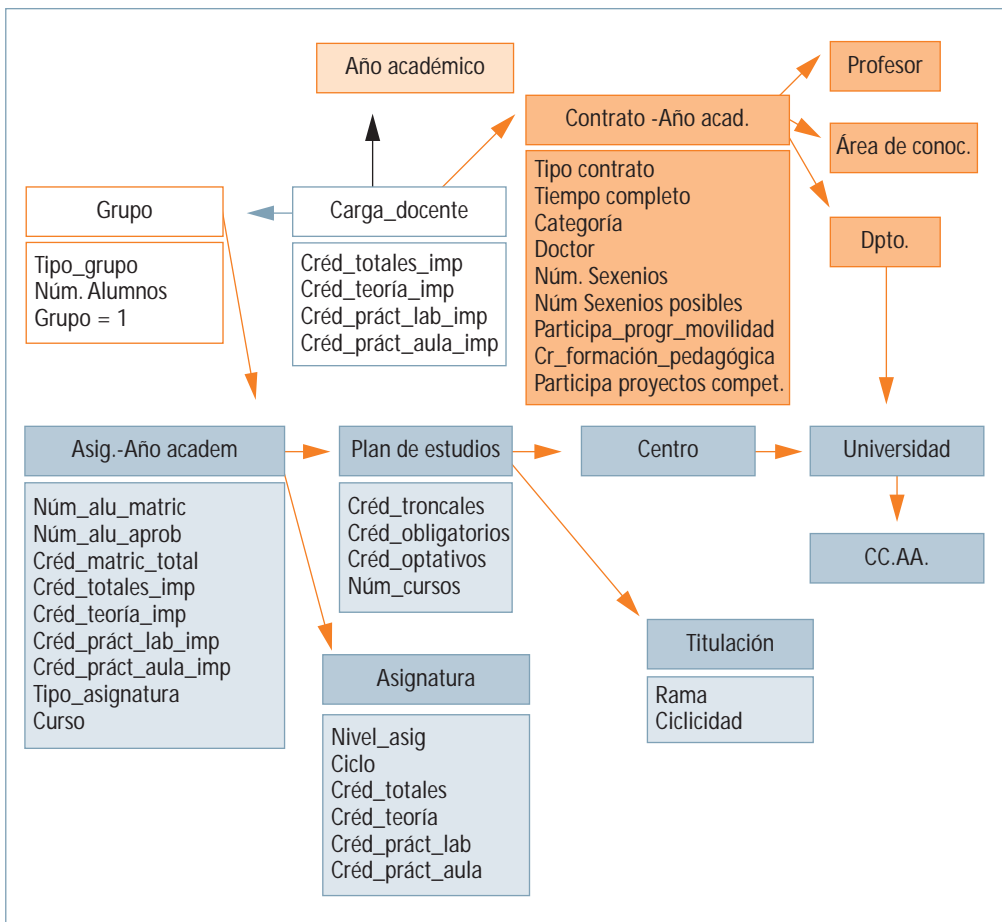 Año académico
Profesor
Contrato -Año acad.
Área de conoc.
Tipo contrato
Tiempo completo
Categoría
Doctor
Núm. Sexenios
Núm Sexenios posibles
Participa_progr_movilidad
Cr_formación_pedagógica
Participa proyectos compet.
Dpto.
Grupo
Tipo_grupo
Núm. Alumnos
Grupo = 1
Carga_docente
Créd_totales_imp
Créd_teoría_imp
Créd_práct_lab_imp
Créd_práct_aula_imp
Asig.-Año academ
Núm_alu_matric
Núm_alu_aprob
Créd_matric_total
Créd_totales_imp
Créd_teoría_imp
Créd_práct_lab_imp
Créd_práct_aula_imp
Tipo_asignatura
Curso
Plan de estudios
Créd_troncales
Créd_obligatorios
Créd_optativos
Núm_cursos
Centro
Universidad
CC.AA.
Titulación
Rama
Ciclicidad
Asignatura
Nivel_asig
Ciclo
Créd_totales
Créd_teoría
Créd_práct_lab
Créd_práct_aula